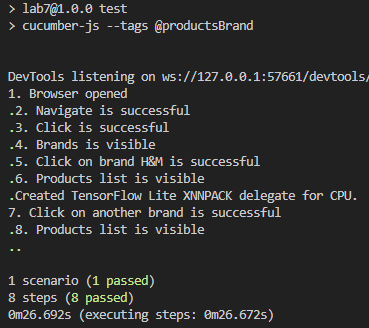 > lab7@1.0.0 test
> cucumber-js --tags @productsBrand
DevTools listening on ws://127.0.0.1:57661/devtools/
1. Browser opened
.2. Navigate is successful
.3. Click is successful
.4. Brands is visible
.5. Click on brand H&M is successful
.6. Products list is visible
.Created TensorFlow Lite XNNPACK delegate for CPU.
7. Click on another brand is successful
.8. Products list is visible
..
1 scenario (1 passed)
8 steps (8 passed)
0m26.692s (executing steps: 0m26.672s)